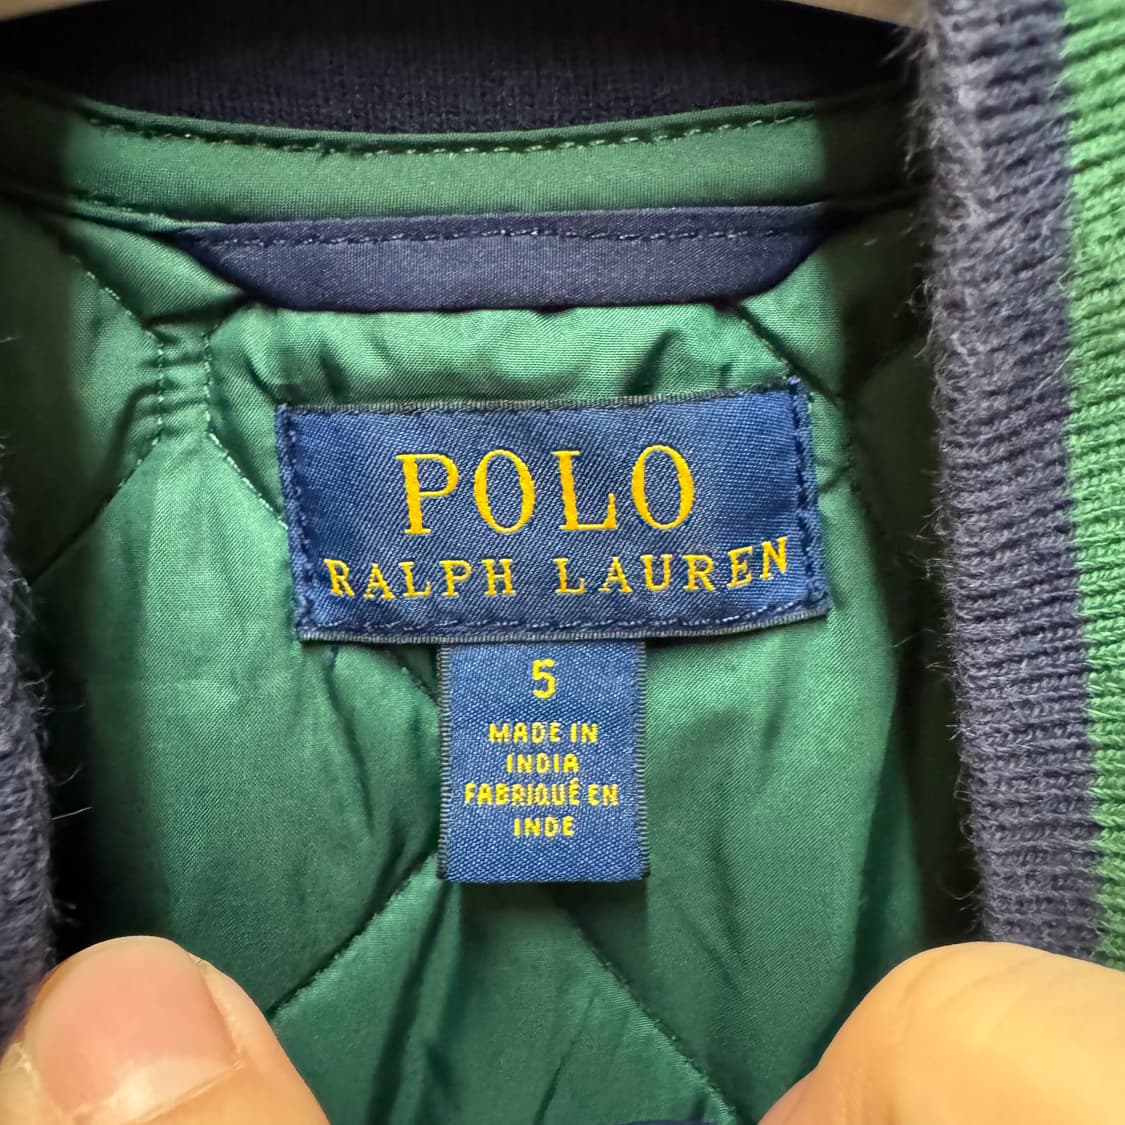 POLO
RALPH LAUREN
5
MADE IN
INDIA
FABRIQUÉ EN
INDE